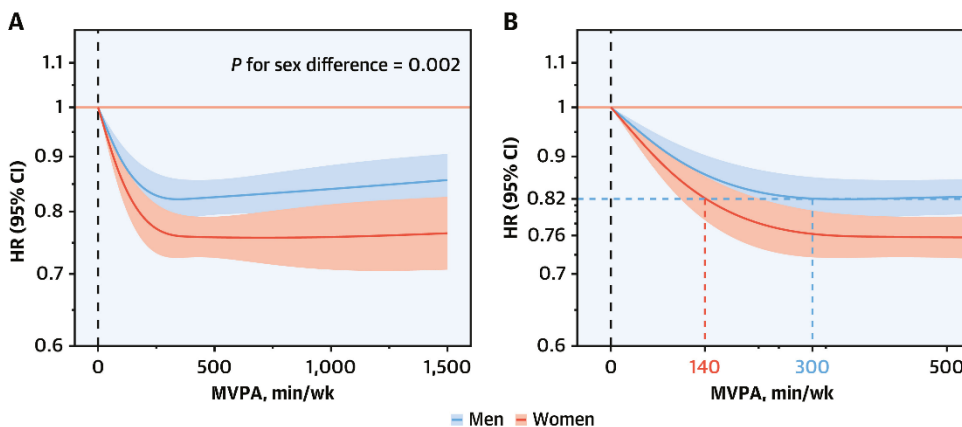 A
P for sex difference = 0.002
HR (95% CI)
1.1
1
0.9
0.8
0.7
0.6
0
500
1,000
1,500
MVPA, min/wk
B
HR (95% CI)
1.1
1
0.9
0.82
0.76
0.7
0.6
0
140
300
500
MVPA, min/wk
Men Women